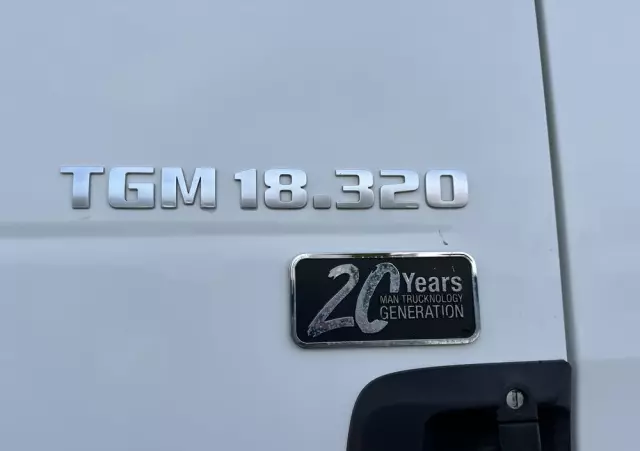 TGM 18.320
20 Years
MAN TRUCKNOLOGY
GENERATION